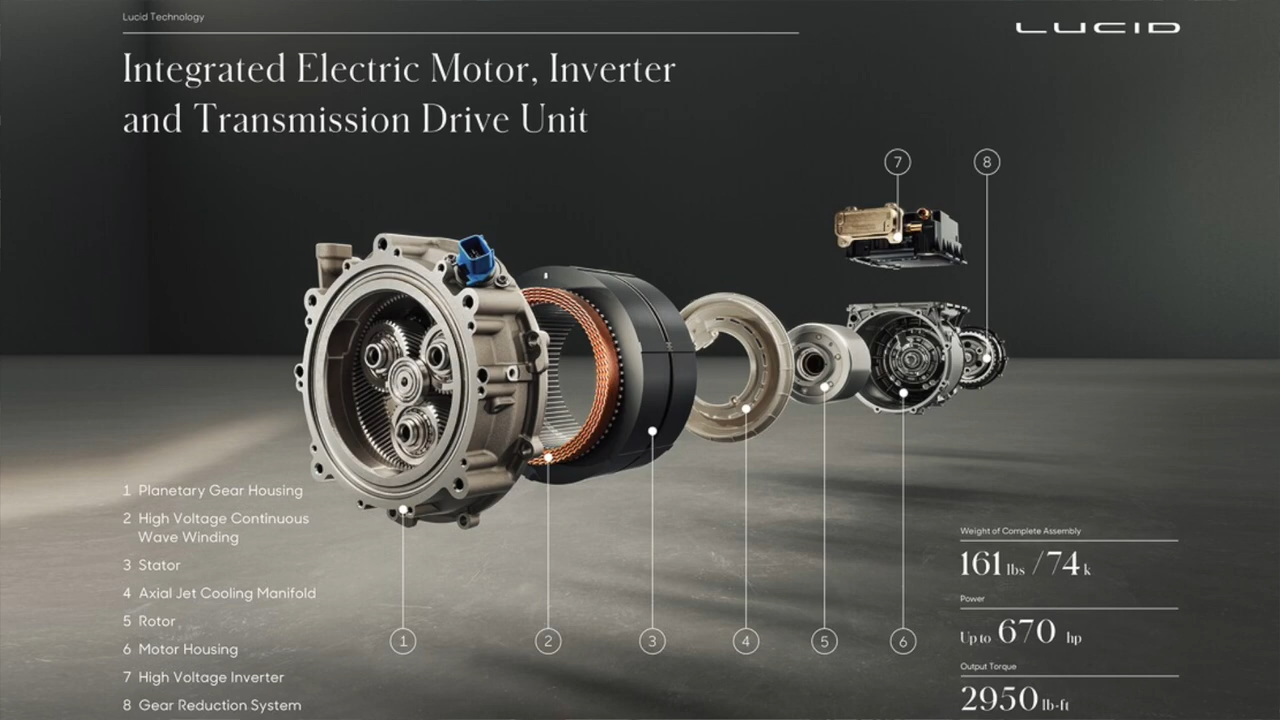 Lucid Technology
LUCID
Integrated Electric Motor, Inverter
and Transmission Drive Unit
7
8
1 Planetary Gear Housing
2 High Voltage Continuous
Wave Winding
3 Stator
4 Axial Jet Cooling Manifold
5 Rotor
6 Motor Housing
7 High Voltage Inverter
8 Gear Reduction System
1
2
3
4
5
6
Weight of Complete Assembly
161 lbs / 74 k
Power
Up to 670 hp
Output Torque
2950 lb-ft